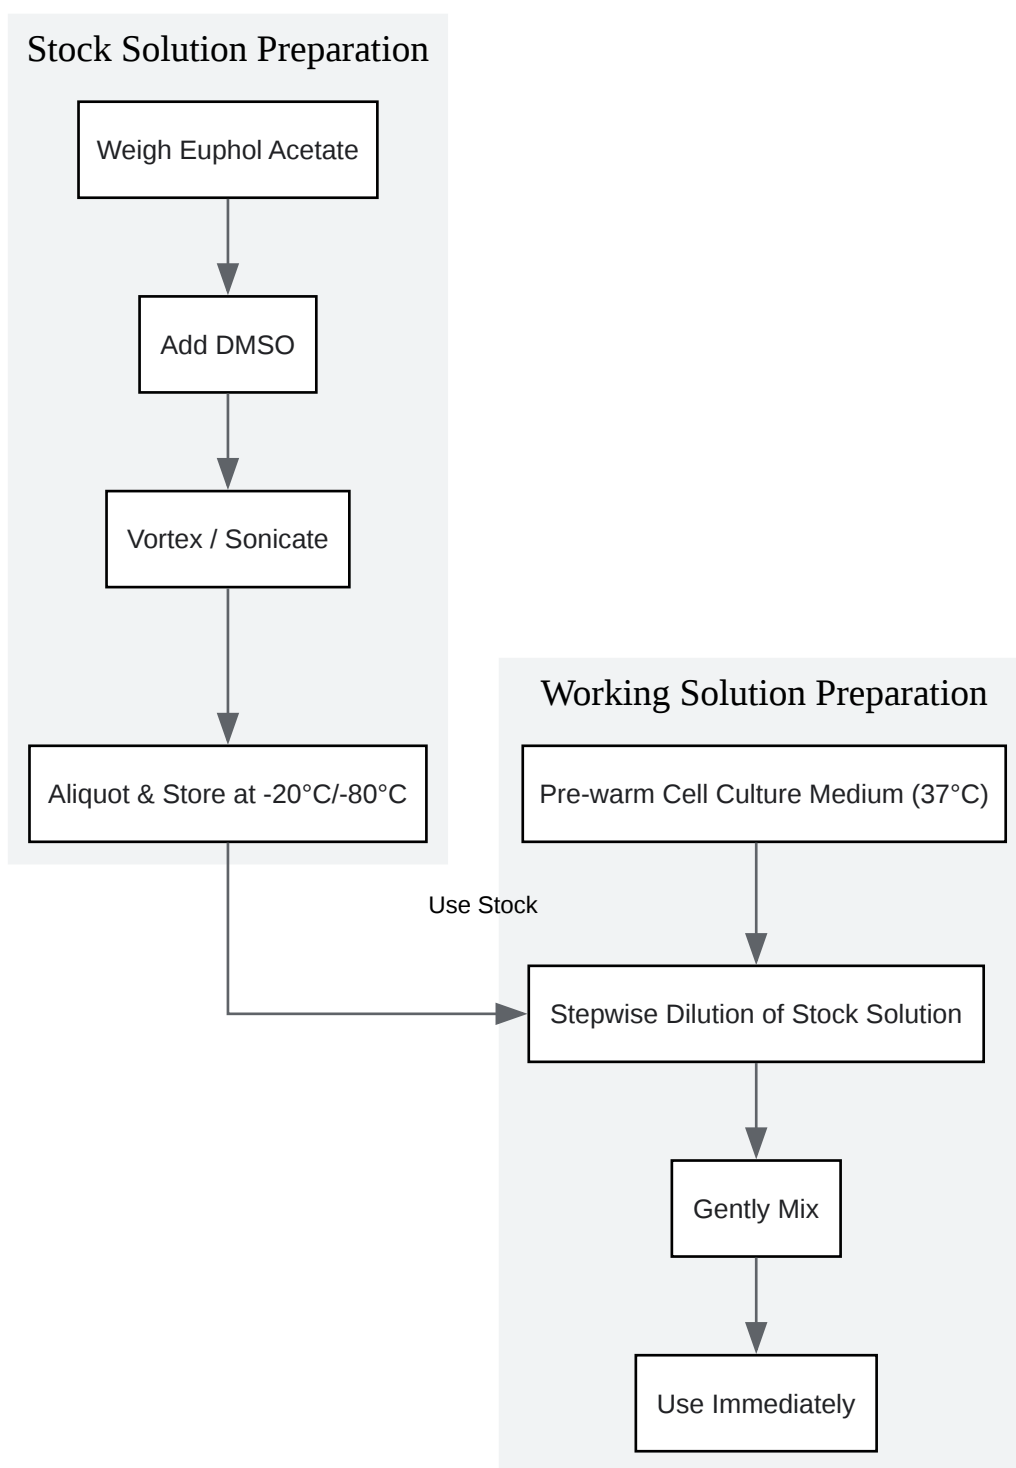 Stock Solution Preparation
Weigh Euphol Acetate
Add DMSO
Vortex / Sonicate
Aliquot & Store at -20°C/-80°C
Use Stock
Working Solution Preparation
Pre-warm Cell Culture Medium (37°C)
Stepwise Dilution of Stock Solution
Gently Mix
Use Immediately